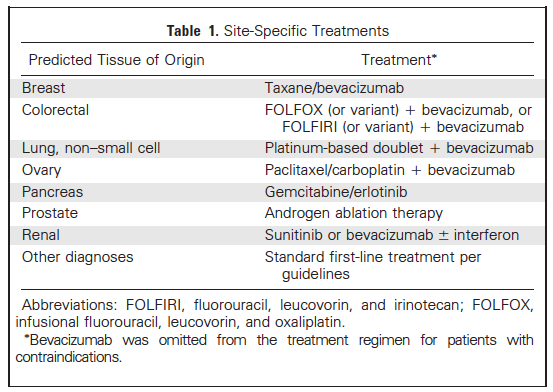 Table 1. Site-Specific Treatments
Predicted Tissue of Origin Treatment*
Breast Taxane/bevacizumab
Colorectal FOLFOX (or variant) + bevacizumab, or
FOLFIRI (or variant) + bevacizumab
Lung, non–small cell Platinum-based doublet + bevacizumab
Ovary Paclitaxel/carboplatin + bevacizumab
Pancreas Gemcitabine/erlotinib
Prostate Androgen ablation therapy
Renal Sunitinib or bevacizumab ± interferon
Other diagnoses Standard first-line treatment per
guidelines
Abbreviations: FOLFIRI, fluorouracil, leucovorin, and irinotecan; FOLFOX,
infusional fluorouracil, leucovorin, and oxaliplatin.
*Bevacizumab was omitted from the treatment regimen for patients with
contraindications.